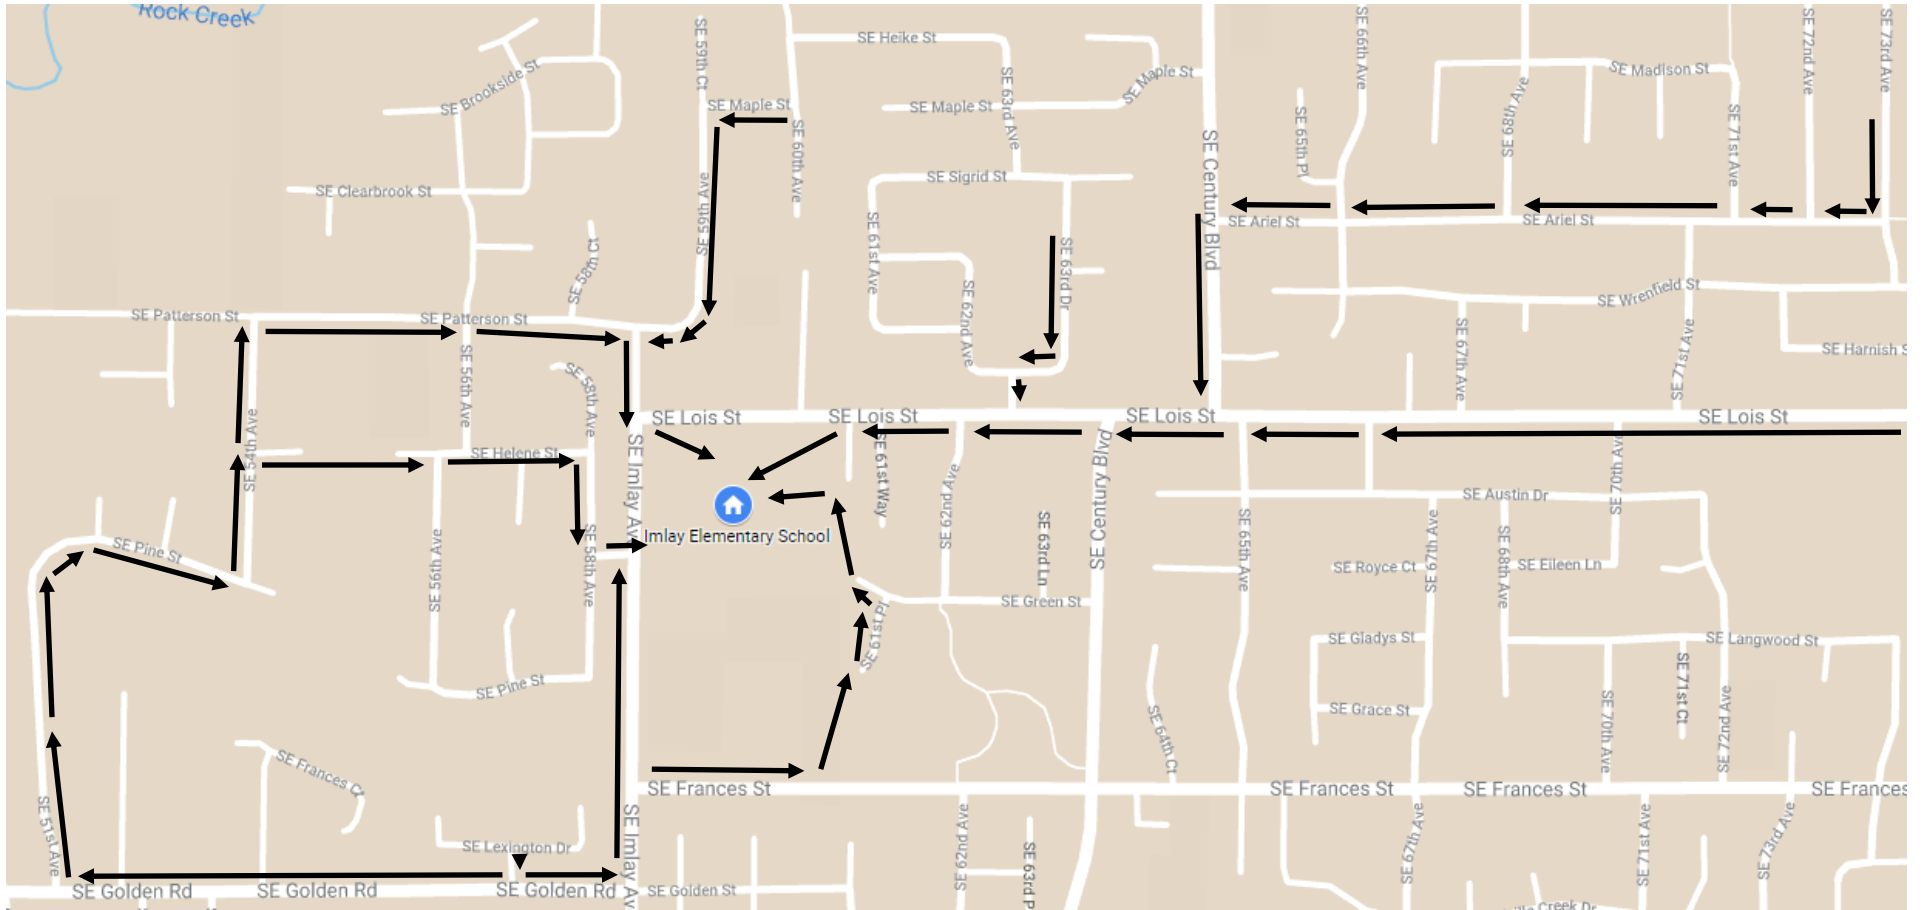 Rock Creek
SE Heike St
SE 59th Ct
SE 66th Ave
SE 72nd Ave
SE 73rd Ave
SE Brookside St
SE 63rd Ave
SE Maple St
SE Madison St
SE Maple St
SE Maple St
SE 68th Ave
SE 60th Ave
SE 65th Pl
SE 71st Ave
SE Century Blvd
SE Clearbrook St
SE Sigrid St
SE 59th Ave
SE 61st Ave
SE Ariel St
SE Ariel St
SE 58th Ct
SE 63rd Dr
SE Wrenfield St
SE 62nd Ave
SE Patterson St
SE Patterson St
SE 67th Ave
SE 71st Ave
SE Harnish S
SE 56th Ave
SE 58th Ave
SE Lois St
SE Lois St
SE Lois St
SE Lois St
SE 54th Ave
SE Helene St
SE Imlay Av
SE 61st Way
SE 62nd Ave
SE Century Blvd
SE 70th Ave
SE Austin Dr
Imlay Elementary School
SE Pine St
SE 56th Ave
SE 58th Ave
SE 63rd Ln
SE 65th Ave
SE 67th Ave
SE 68th Ave
SE Royce Ct
SE Eileen Ln
SE Green St
SE 61st Pl
SE Gladys St
SE Langwood St
SE Pine St
SE 71st Ct
SE Grace St
SE 64th Ct
SE 70th Ave
SE 72nd Ave
SE Frances Ct
SE Frances St
SE Frances St
SE Frances St
SE Frances
SE 51st Ave
SE Imlay Av
SE Lexington Dr
SE 62nd Ave
SE 63rd P
SE 67th Ave
SE 71st Ave
SE 73rd Ave
SE Golden Rd
SE Golden Rd
SE Golden Rd
SE Golden St
Creek Dr